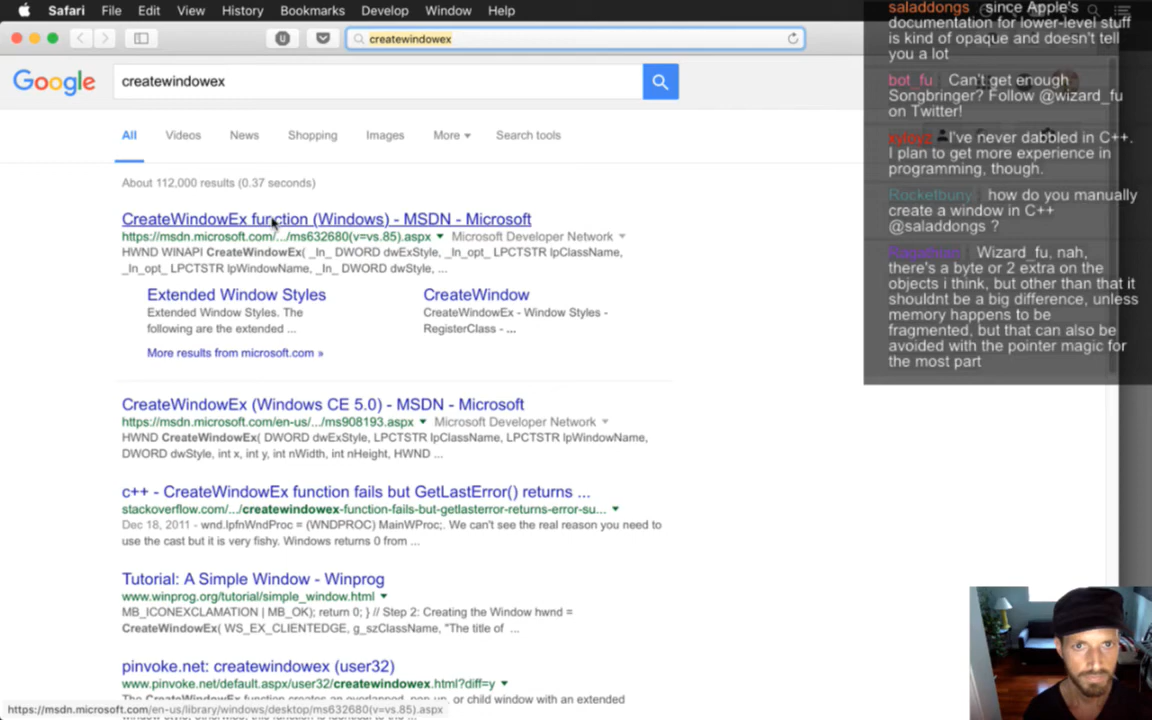 Safari File Edit View History Bookmarks Develop Window Help
createwindowex
Google
createwindowex
All Videos News Shopping Images More Search tools
About 112,000 results (0.37 seconds)
CreateWindowEx function (Windows) - MSDN - Microsoft
https://msdn.microsoft.com/.../ms632680(v=vs.85).aspx Microsoft Developer Network
HWND WINAPI CreateWindowEx( _In_ DWORD dwExStyle, _In_opt_ LPCTSTR lpClassName,
_In_opt_ LPCTSTR lpWindowName, _In_ DWORD dwStyle, ...
Extended Window Styles
Extended Window Styles. The
following are the extended ...
CreateWindow
CreateWindowEx - Window Styles -
RegisterClass - ...
More results from microsoft.com »
CreateWindowEx (Windows CE 5.0) - MSDN - Microsoft
https://msdn.microsoft.com/en-us/.../ms908193.aspx Microsoft Developer Network
HWND CreateWindowEx( DWORD dwExStyle, LPCTSTR lpClassName, LPCTSTR lpWindowName,
DWORD dwStyle, int x, int y, int nWidth, int nHeight, HWND ...
c++ - CreateWindowEx function fails but GetLastError() returns ...
stackoverflow.com/.../createwindowex-function-fails-but-getlasterror-returns-error-su...
Dec 18, 2011 - wnd.lpfnWndProc = (WNDPROC) MainWProc;. We can't see the real reason you need to
use the cast but it is very fishy. Windows returns 0 from ...
Tutorial: A Simple Window - Winprog
www.winprog.org/tutorial/simple_window.html
MB_ICONEXCLAMATION | MB_OK); return 0; } // Step 2: Creating the Window hwnd =
CreateWindowEx( WS_EX_CLIENTEDGE, g_szClassName, "The title of ...
pinvoke.net: createwindowex (user32)
www.pinvoke.net/default.aspx/user32/createwindowex.html?diff=y
The CreateWindowEx function creates an overlapped, pop-up, or child window with an extended
https://msdn.microsoft.com/en-us/library/windows/desktop/ms632680(v=vs.85).aspx
saladdongs since Apple's
documentation for lower-level stuff
is kind of opaque and doesn't tell
you a lot
bot_fu Can't get enough
Songbringer? Follow @wizard_fu
on Twitter!
I've never dabbled in C++.
I plan to get more experience in
programming, though.
Rocketbuny how do you manually
create a window in C++
@saladdongs ?
Wizard_fu, nah,
there's a byte or 2 extra on the
objects i think, but other than that it
shouldnt be a big difference, unless
memory happens to be
fragmented, but that can also be
avoided with the pointer magic for
the most part